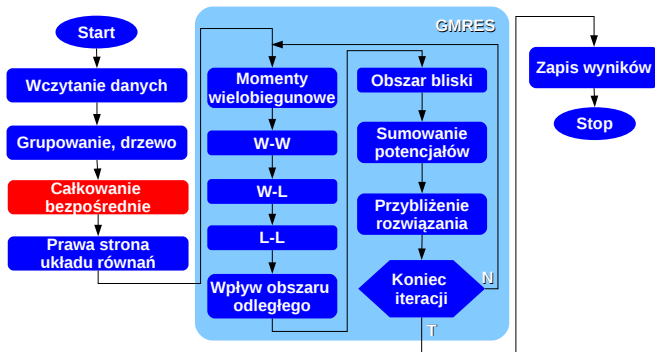 Start
Wczytanie danych
Grupowanie, drzewo
Całkowanie
bezpośrednie
Prawa strona
układu równań
GMRES
Momenty
wielobiegunowe
W-W
W-L
L-L
Wpływ obszaru
odległego
Obszar bliski
Sumowanie
potencjałów
Przybliżenie
rozwiązania
Koniec
iteracji
N
T
Zapis wyników
Stop